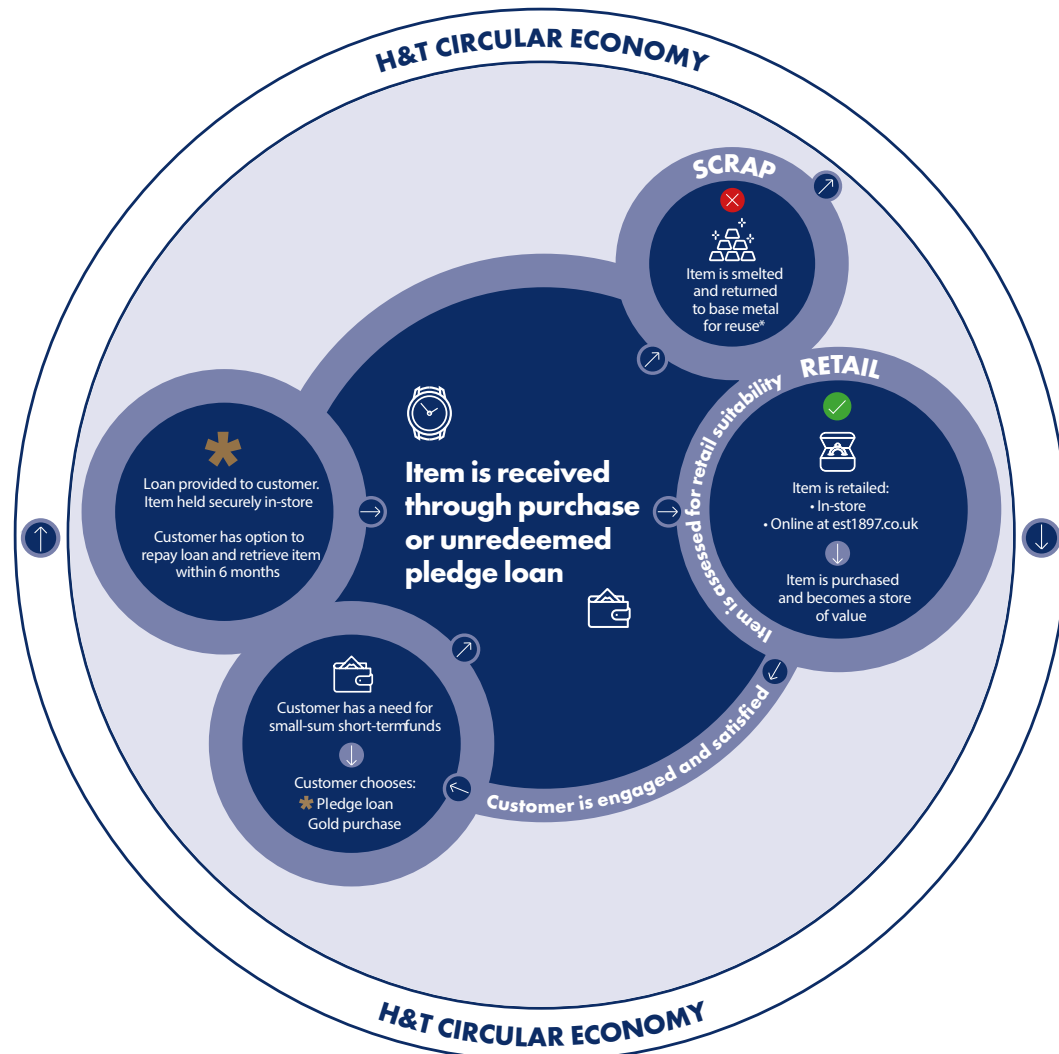 H&T CIRCULAR ECONOMY
SCRAP
Item is smelted
and returned
to base metal
for reuse*
RETAIL
Item is assessed for retail suitability
Item is retailed:
• In-store
• Online at est1897.co.uk
Item is purchased
and becomes a store
of value
Item is received
through purchase
or unredeemed
pledge loan
* Loan provided to customer.
Item held securely in-store
Customer has option to
repay loan and retrieve item
within 6 months
Customer has a need for
small-sum short-termfunds
Customer chooses:
* Pledge loan
Gold purchase
Customer is engaged and satisfied
H&T CIRCULAR ECONOMY